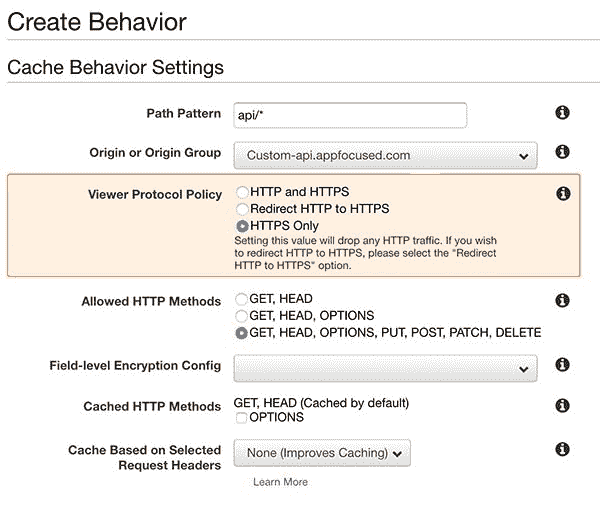 Create Behavior
Cache Behavior Settings
Path Pattern api/*
Origin or Origin Group Custom-api.appfocused.com
Viewer Protocol Policy HTTP and HTTPS
Redirect HTTP to HTTPS
HTTPS Only
Setting this value will drop any HTTP traffic. If you wish
to redirect HTTP to HTTPS, please select the "Redirect
HTTP to HTTPS" option.
Allowed HTTP Methods GET, HEAD
GET, HEAD, OPTIONS
GET, HEAD, OPTIONS, PUT, POST, PATCH, DELETE
Field-level Encryption Config
Cached HTTP Methods GET, HEAD (Cached by default)
OPTIONS
Cache Based on Selected
Request Headers None (Improves Caching)
Learn More